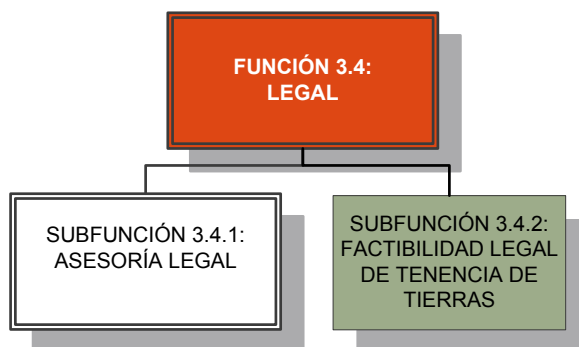 FUNCIÓN 3.4:
LEGAL
SUBFUNCIÓN 3.4.1:
ASESORÍA LEGAL
SUBFUNCIÓN 3.4.2:
FACTIBILIDAD LEGAL
DE TENENCIA DE
TIERRAS